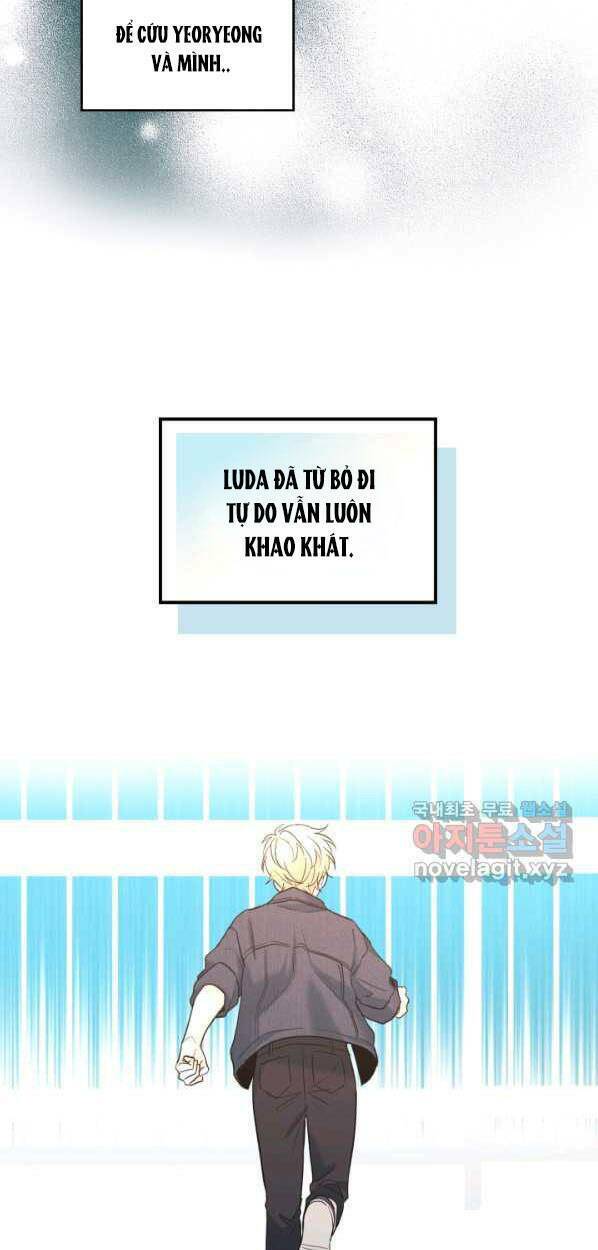 ĐỂ CỨU YEORYEONG
VÀ MÌNH..
LUDA ĐÃ TỪ BỎ ĐI
TỰ DO VẪN LUÔN
KHAO KHÁT.
국내최초 무료 웹소설
아지툰소설
novelagit.xyz